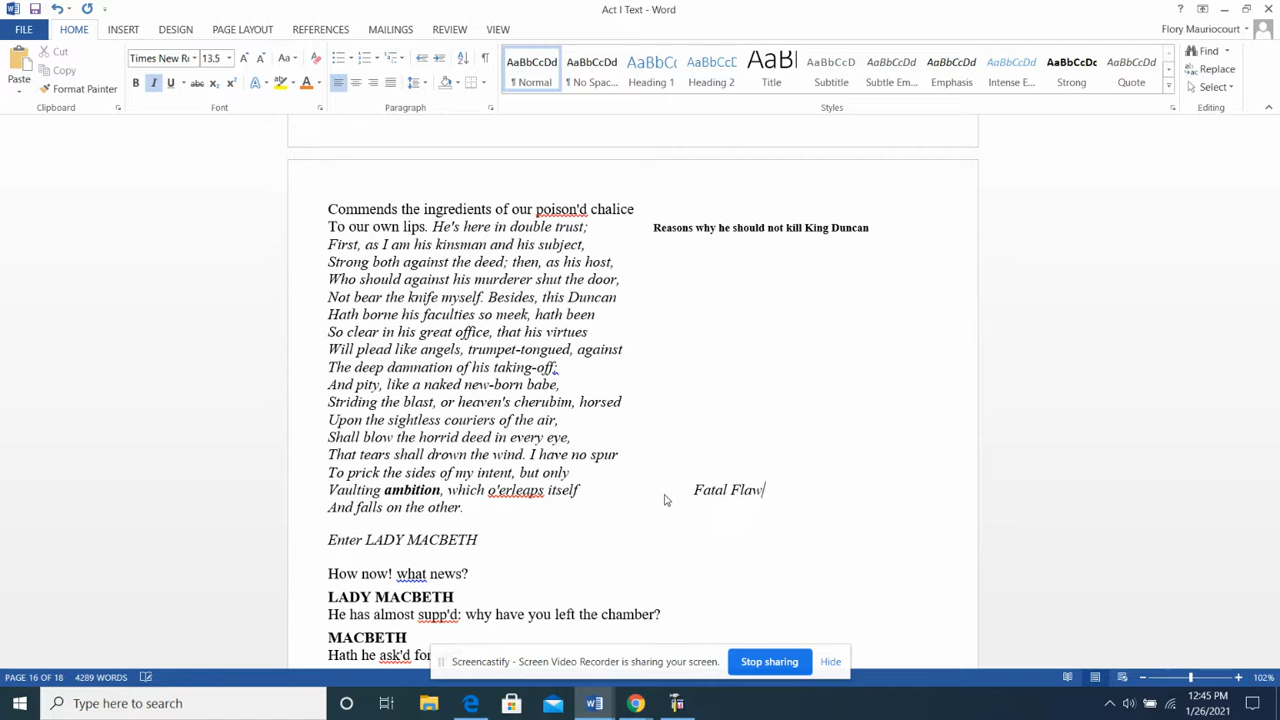 Act I Text - Word
?
FILE
HOME
INSERT
DESIGN
PAGE LAYOUT
REFERENCES
MAILINGS
REVIEW
VIEW
Flory Mauriocourt
Paste
Cut
Copy
Format Painter
Clipboard
Times New Ro
13.5
Aa
B I U abc X₂ X²
Font
Paragraph
AaBbCcDd
¶ Normal
AaBbCcDd
¶ No Spac...
AaBbCc
Heading 1
AaBbCcD
Heading 2
AaBI
Title
AaBbCcD
Subtitle
AaBbCcDd
Subtle Em...
AaBbCcDd
Emphasis
AaBbCcDd
Intense E...
AaBbCcDc
Strong
AaBbCcDd
Quote
Styles
Find
Replace
Select
Editing
Commends the ingredients of our poison'd chalice
To our own lips. He's here in double trust; Reasons why he should not kill King Duncan
First, as I am his kinsman and his subject,
Strong both against the deed; then, as his host,
Who should against his murderer shut the door,
Not bear the knife myself. Besides, this Duncan
Hath borne his faculties so meek, hath been
So clear in his great office, that his virtues
Will plead like angels, trumpet-tongued, against
The deep damnation of his taking-off;
And pity, like a naked new-born babe,
Striding the blast, or heaven's cherubim, horsed
Upon the sightless couriers of the air,
Shall blow the horrid deed in every eye,
That tears shall drown the wind. I have no spur
To prick the sides of my intent, but only
Vaulting ambition, which o'erleaps itself Fatal Flaw
And falls on the other.
Enter LADY MACBETH
How now! what news?
LADY MACBETH
He has almost supp'd: why have you left the chamber?
MACBETH
Hath he ask'd for
Screencastify - Screen Video Recorder is sharing your screen.
Stop sharing
Hide
PAGE 16 OF 18
4289 WORDS
102%
Type here to search
12:45 PM
1/26/2021